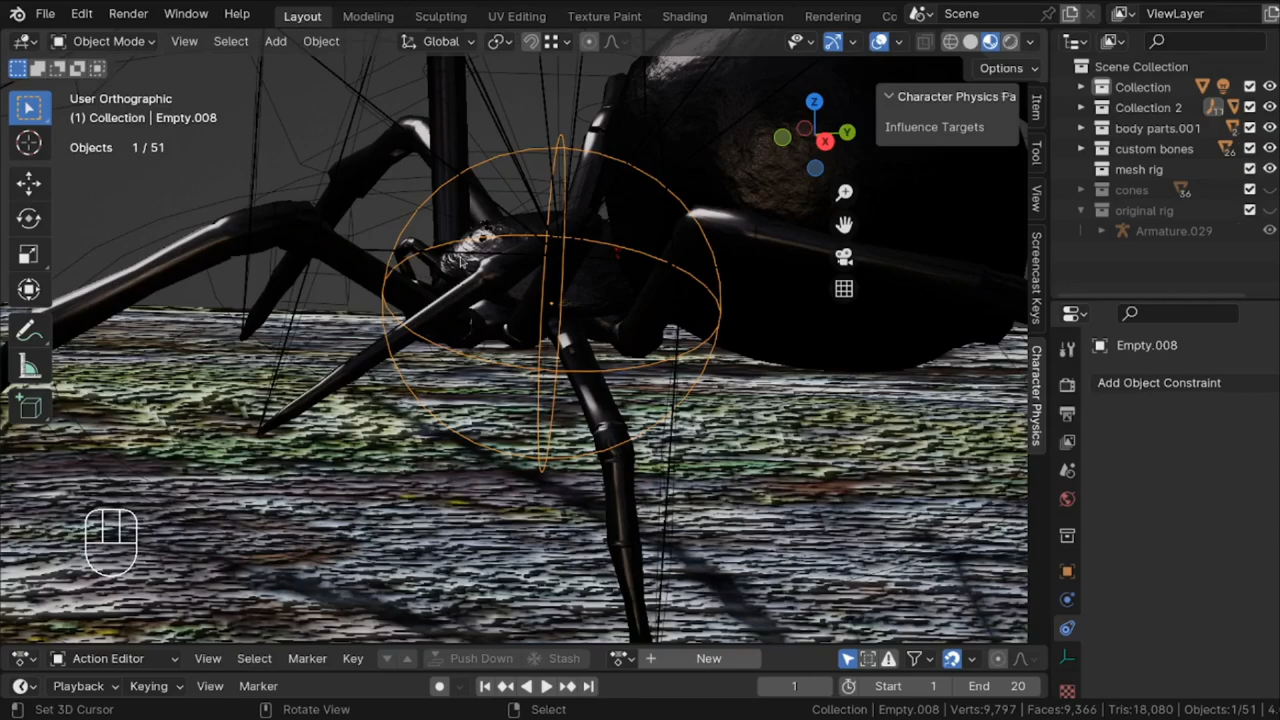 File Edit Render Window Help Layout Modeling Sculpting UV Editing Texture Paint Shading Animation Rendering Co Scene ViewLayer
Object Mode View Select Add Object Global
Options
User Orthographic
(1) Collection | Empty.008
Objects 1 / 51
Z
Y
X
Character Physics Pa
Influence Targets
Item
Tool
View
Screencast Keys
Character Physics
Scene Collection
Collection
Collection 2
11
body parts.001
2
custom bones
26
mesh rig
cones
36
original rig
Armature.029
Empty.008
Add Object Constraint
Action Editor View Select Marker Key Push Down Stash New
Playback Keying View Marker 1 Start 1 End 20
Set 3D Cursor Rotate View Select Collection | Empty.008 | Verts:9,797 | Faces:9,366 | Tris:18,080 | Objects:1/51 | 4.